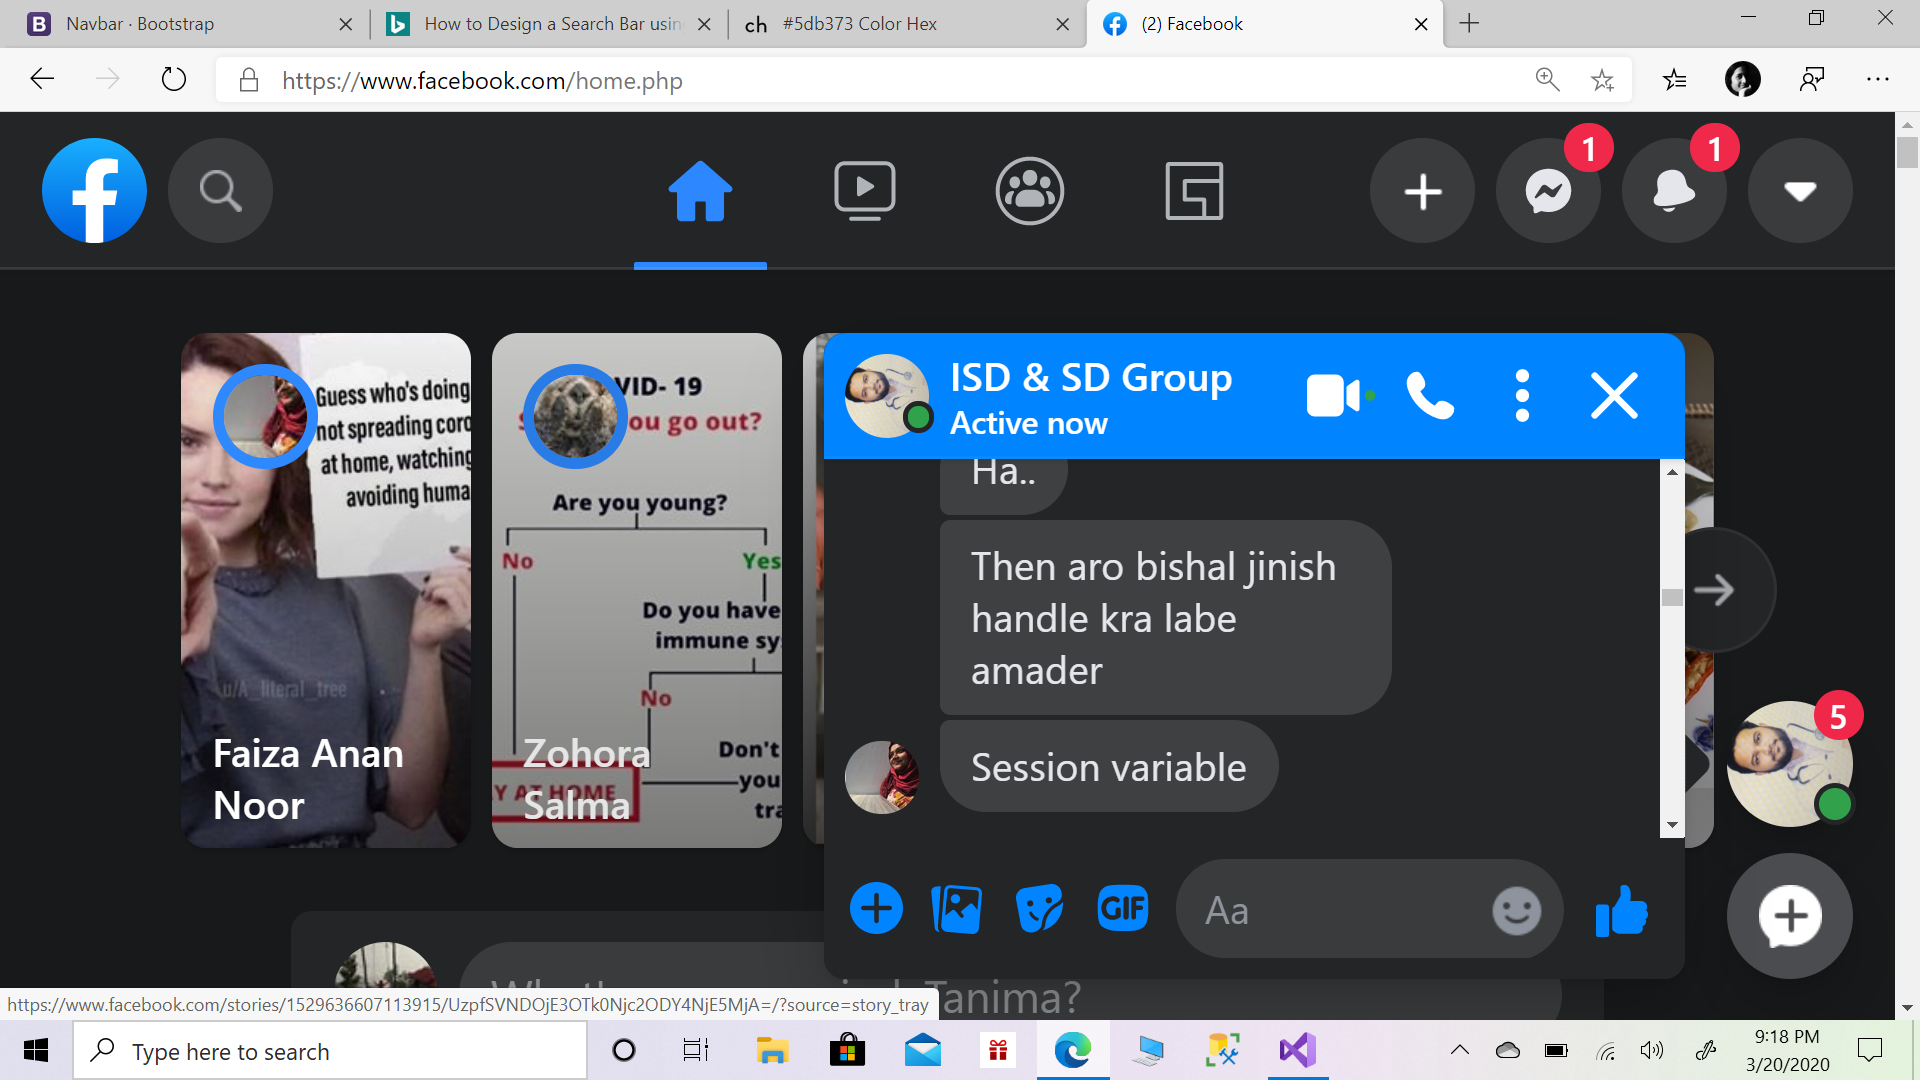 Navbar · Bootstrap
How to Design a Search Bar usin
ch #5db373 Color Hex
(2) Facebook
https://www.facebook.com/home.php
1
1
Guess who's doing
not spreading coro
at home, watching
avoiding huma
u/A_literal_tree
Faiza Anan
Noor
VID- 19
ou go out?
Are you young?
No
Yes
Do you have
immune sy
No
Don't
you
tra
Y AT HOME
Zohora
Salma
ISD & SD Group
Active now
Ha..
Then aro bishal jinish
handle kra labe
amader
Session variable
GIF
Aa
5
Tanima?
https://www.facebook.com/stories/1529636607113915/UzpfSVNDOjE3OTk0Njc2ODY4NjE5MjA=/?source=story_tray
Type here to search
9:18 PM
3/20/2020